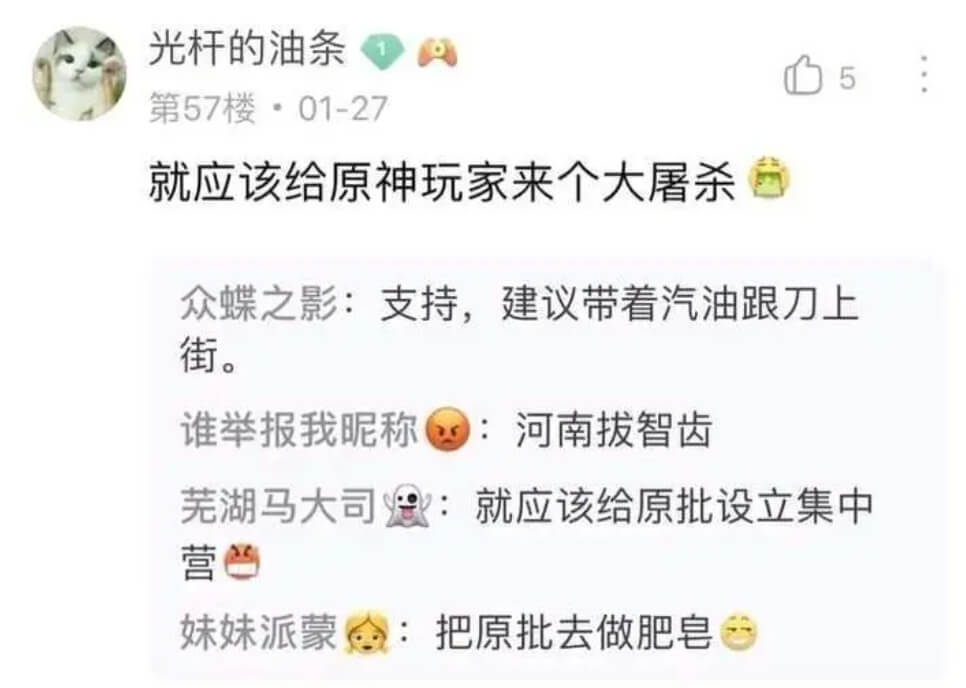 光杆的油条 1
第57楼 • 01-27
5
就应该给原神玩家来个大屠杀
众蝶之影：支持，建议带着汽油跟刀上
街。
谁举报我昵称😡：河南拔智齿
芜湖马大司👻：就应该给原批设立集中
营
妹妹派蒙👧：把原批去做肥皂